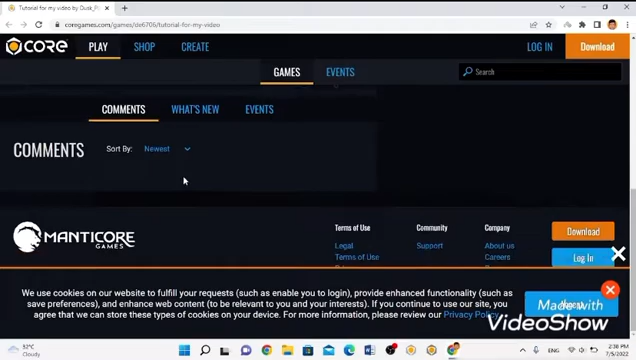 Tutorial for my video by Dusk_Pl
coregames.com/games/de6706/tutorial-for-my-video
CORE PLAY SHOP CREATE LOG IN Download
GAMES EVENTS Search
COMMENTS WHAT'S NEW EVENTS
COMMENTS Sort By: Newest
MANTICORE
GAMES
Terms of Use Community Company Download
Legal Support About us
Terms of Use Careers Log In
We use cookies on our website to fulfill your requests (such as enable you to login), provide enhanced functionality (such as
save preferences), and enhance web content (to be relevant to you and your interests). If you continue to use our site, you
agree that we can store these types of cookies on your device. For more information, please review our Privacy Policy.
Made with
VideoShow
32°C
Cloudy
ENG
2:36 PM
7/5/2022